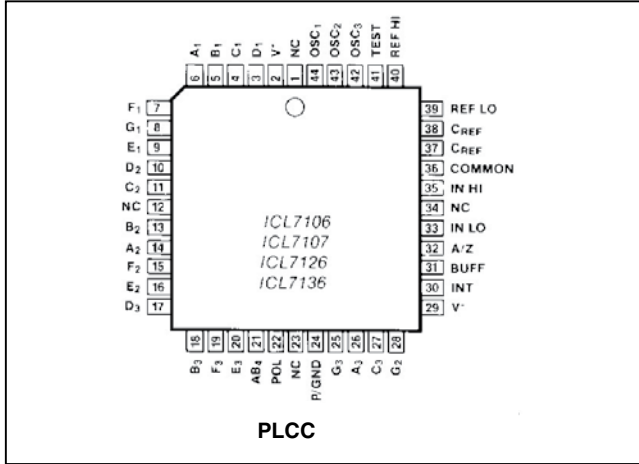 A₁ B₁ C₁ D₁ V⁺ NC OSC₁ OSC₂ OSC₃ TEST REF HI
6 5 4 3 2 1 44 43 42 41 40
F₁ 7
G₁ 8
E₁ 9
D₂ 10
C₂ 11
NC 12
B₂ 13
A₂ 14
F₂ 15
E₂ 16
D₃ 17
39 REF LO
38 CREF
37 CREF
36 COMMON
35 IN HI
34 NC
33 IN LO
32 A/Z
31 BUFF
30 INT
29 V⁻
ICL7106
ICL7107
ICL7126
ICL7136
18 19 20 21 22 23 24 25 26 27 28
B₃ F₃ E₃ AB₄ POL NC P/GND G₃ A₃ C₃ G₂
PLCC